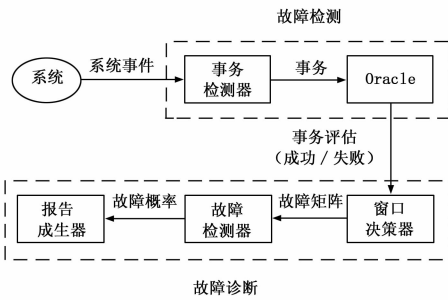 故障检测
系统
系统事件
事务
检测器
事务
Oracle
事务评估
(成功/失败)
报告
成生器
故障概率
故障
检测器
故障矩阵
窗口
决策器
故障诊断